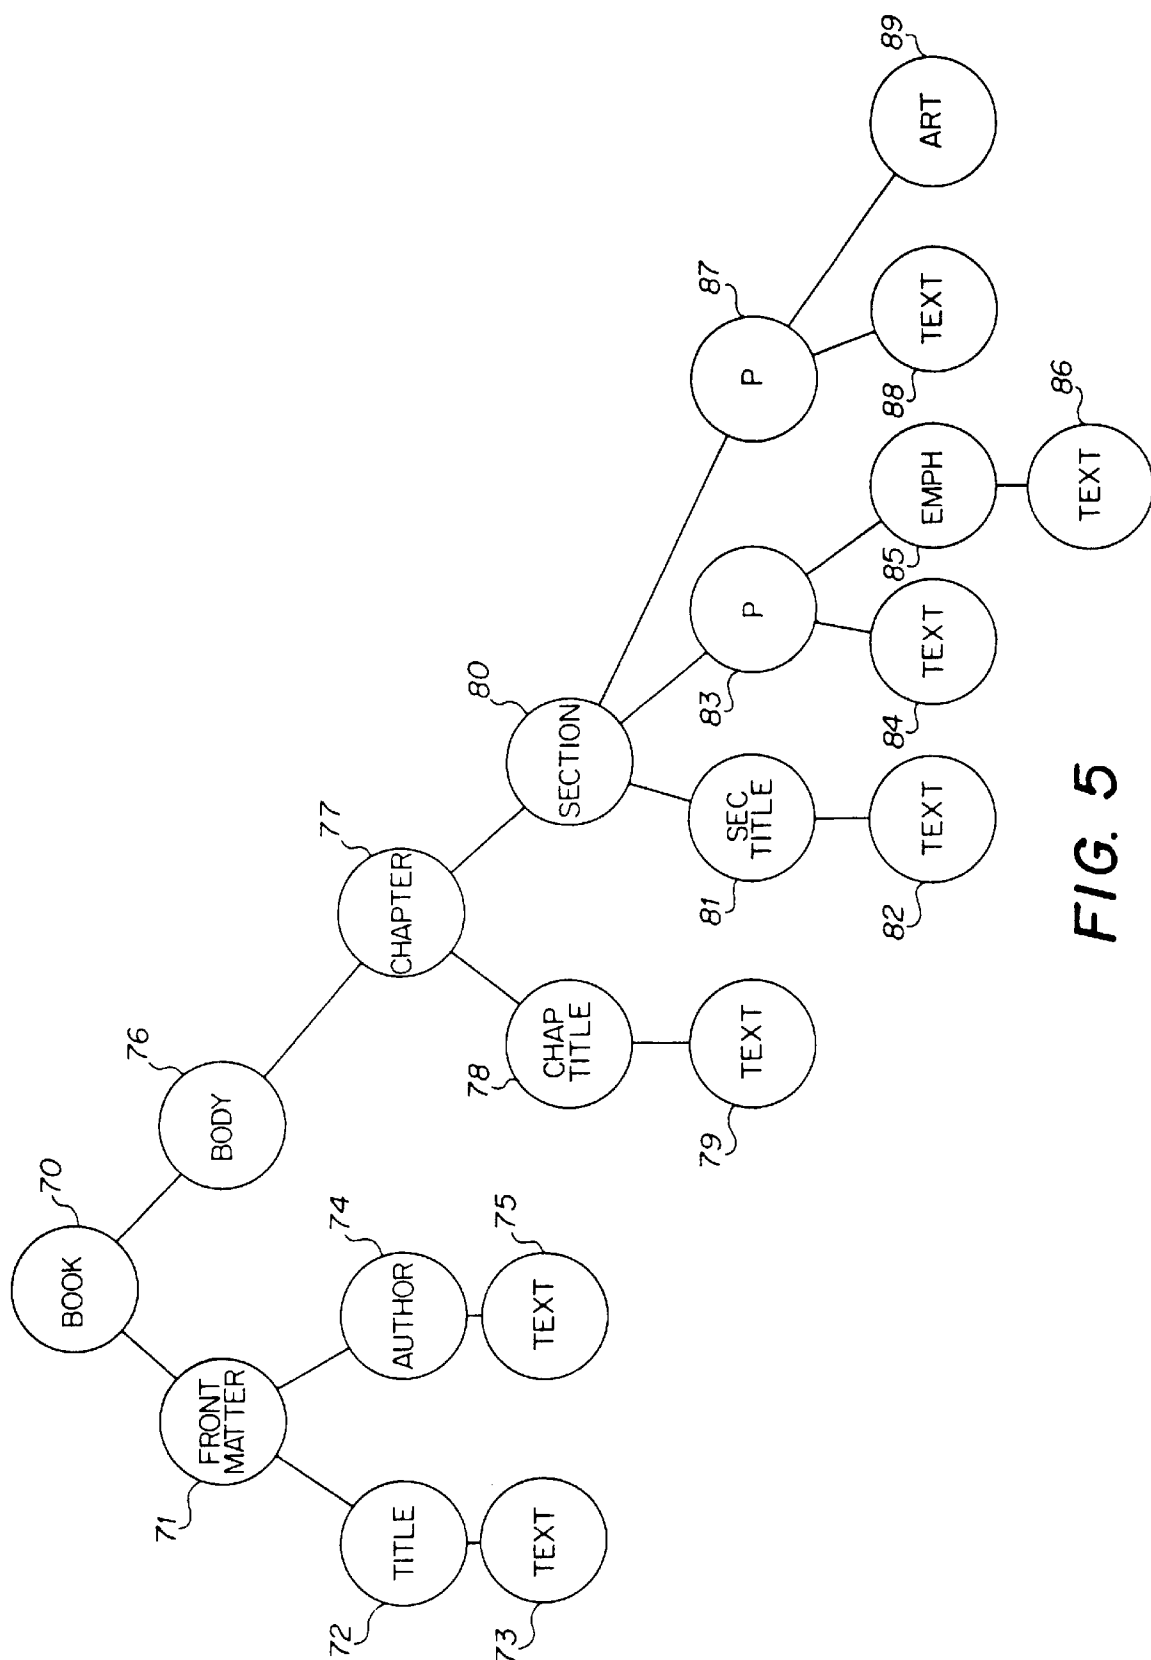 70
BOOK
71
FRONT
MATTER
76
BODY
72
TITLE
74
AUTHOR
77
CHAPTER
73
TEXT
75
TEXT
78
CHAP
TITLE
80
SECTION
79
TEXT
81
SEC
TITLE
83
P
87
P
82
TEXT
84
TEXT
85
EMPH
88
TEXT
89
ART
86
TEXT
FIG. 5